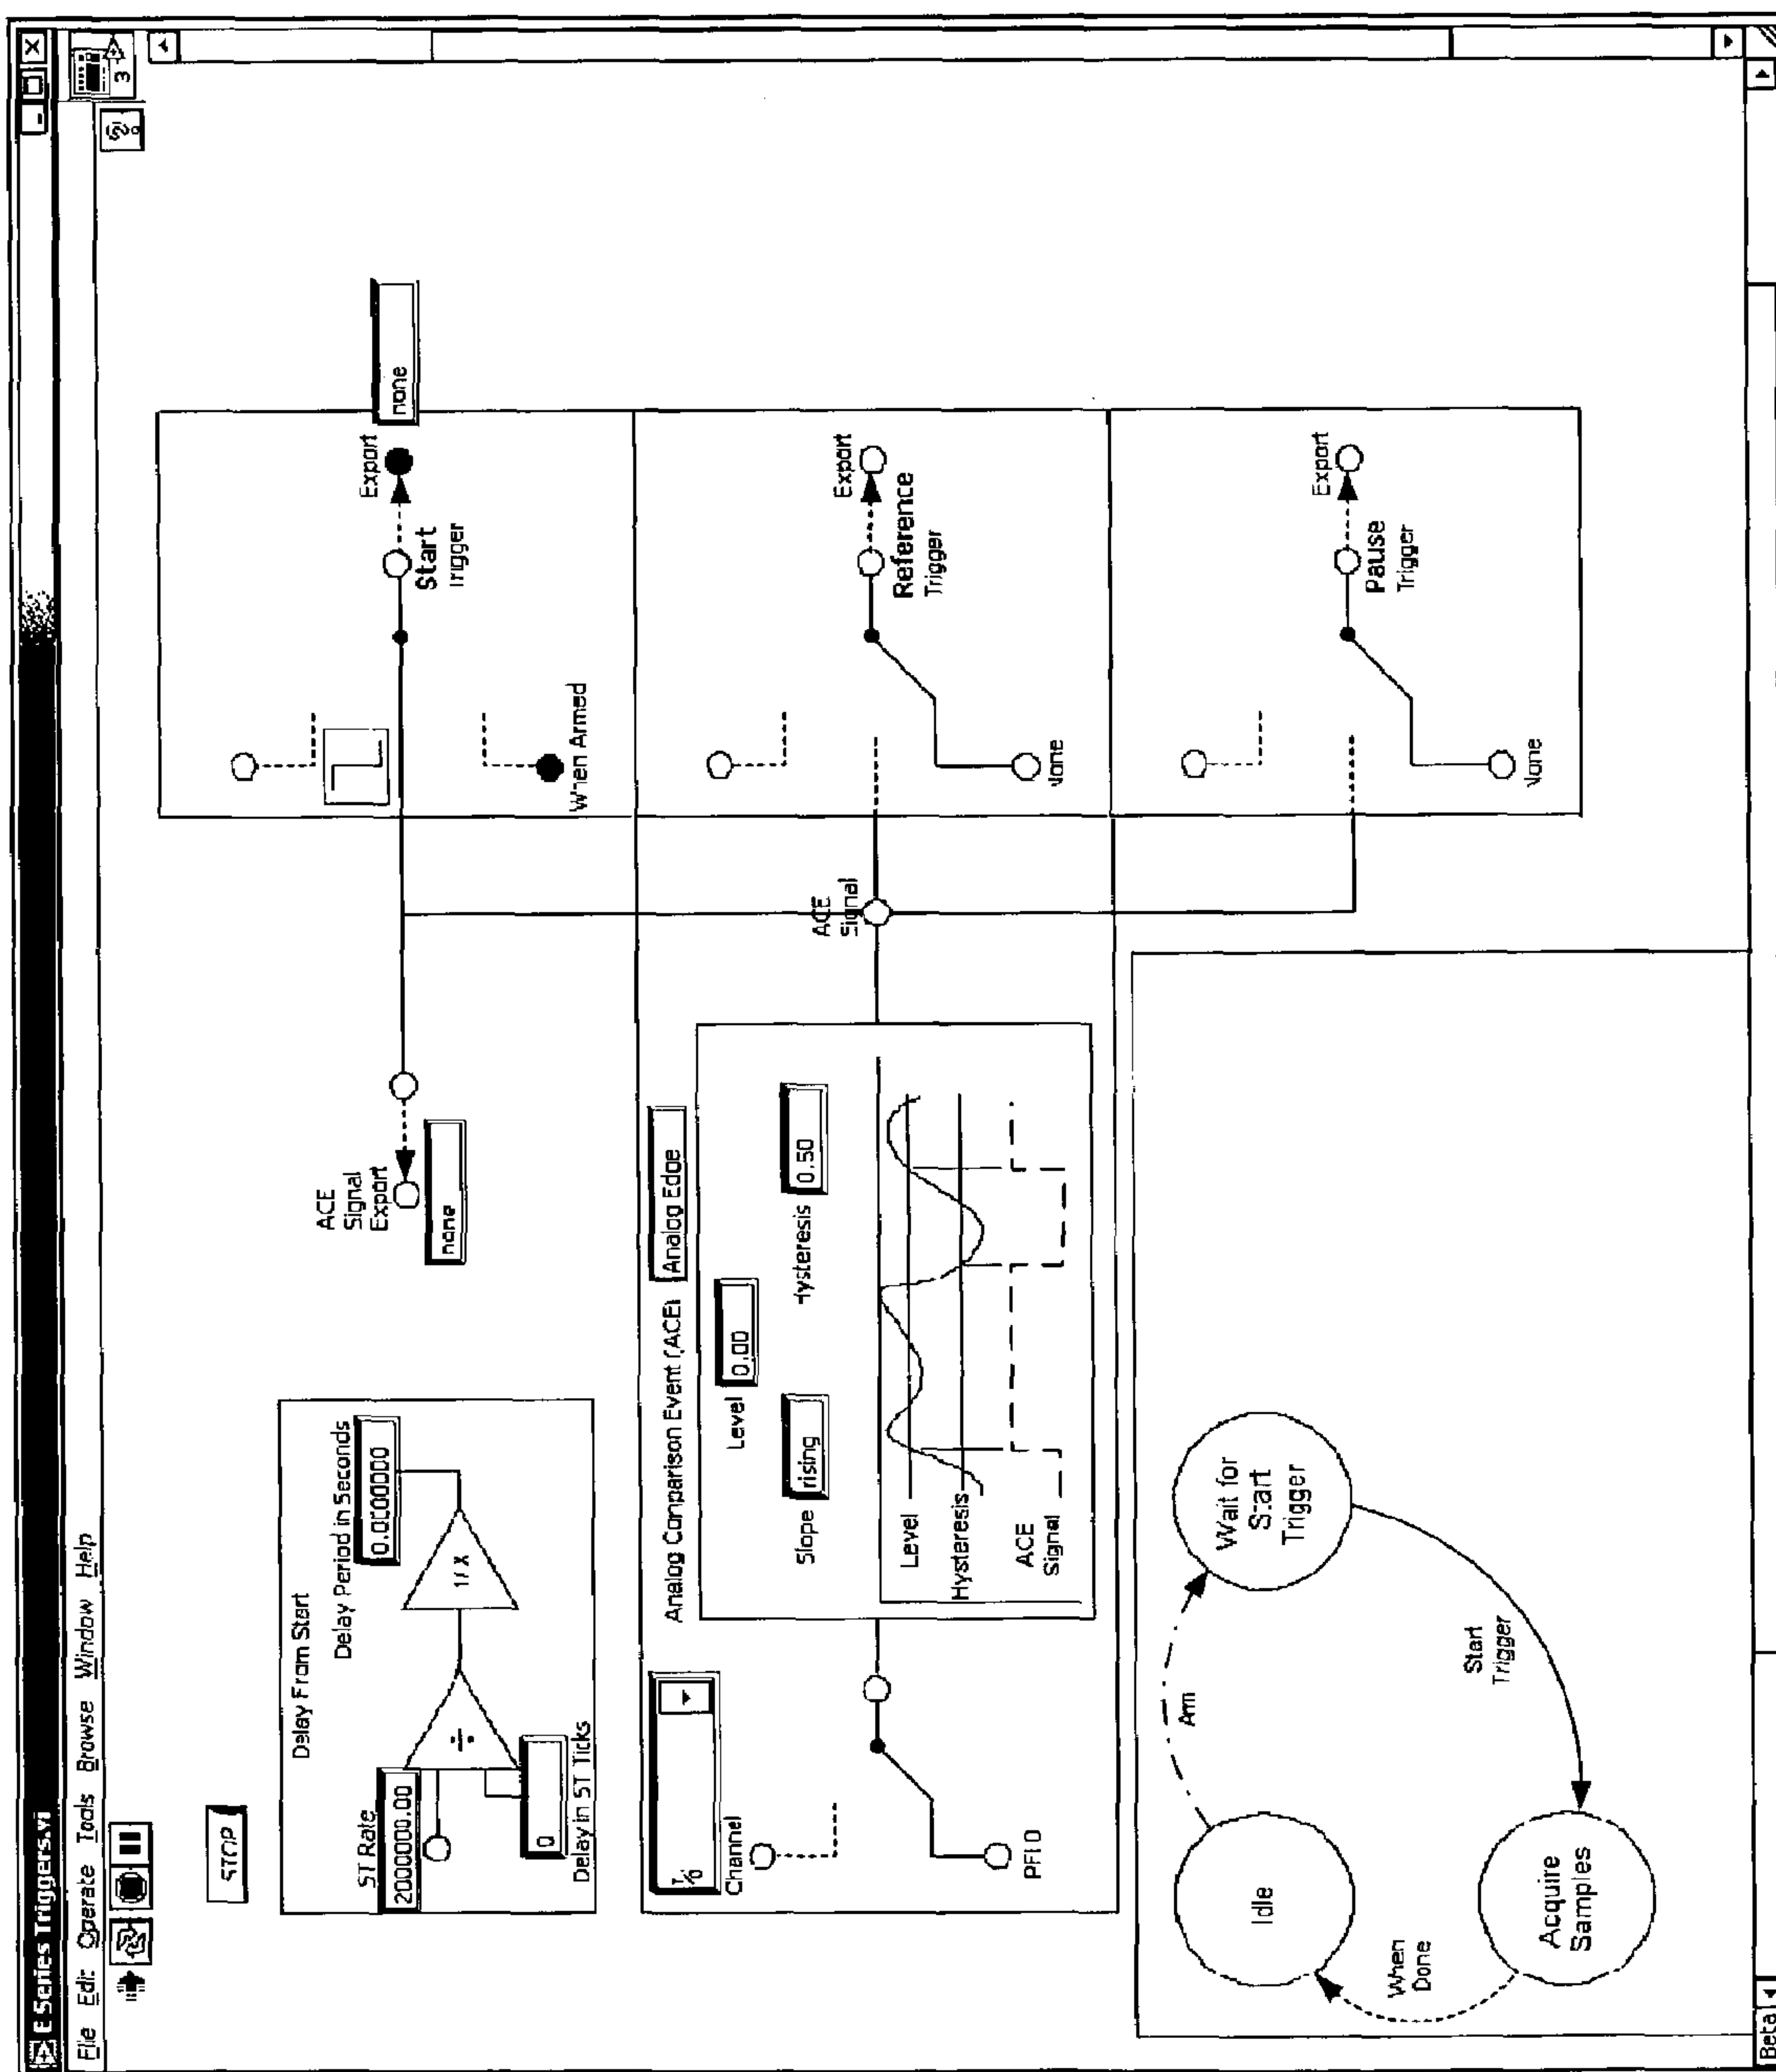 E Series Triggers.vi
File Edit Operate Tools Browse Window Help
3
STOP
Delay From Start
Delay Period in Seconds
0.0000000
ST Rate
20000000.00
÷
1/X
0
Delay in ST Ticks
ACE
Signal
Export
none
Export
none
Start
Trigger
When Armed
Channel
PFI 0
Analog Comparison Event (ACE)
Analog Edge
Level
0.00
Slope
rising
Hysteresis
0.50
Level
Hysteresis
ACE
Signal
ACE
Signal
Export
Reference
Trigger
None
Export
Pause
Trigger
None
Idle
Arm
Wait for
Start
Trigger
Start
Trigger
When
Done
Acquire
Samples
Beta